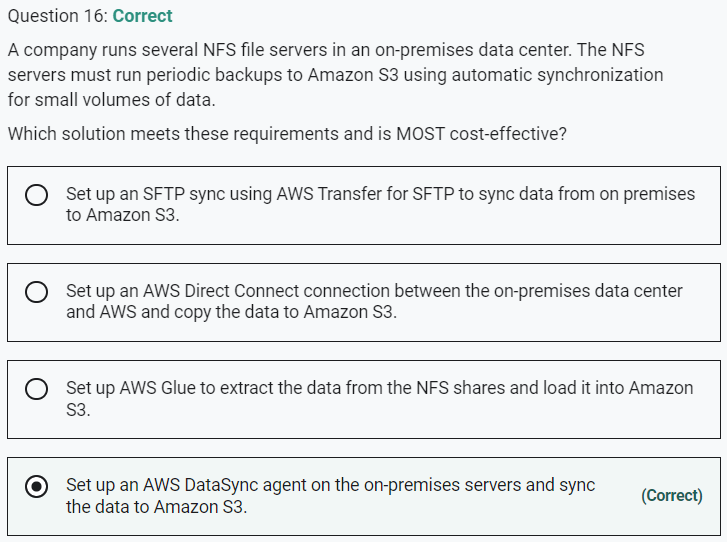 Question 16: Correct
A company runs several NFS file servers in an on-premises data center. The NFS
servers must run periodic backups to Amazon S3 using automatic synchronization
for small volumes of data.
Which solution meets these requirements and is MOST cost-effective?
Set up an SFTP sync using AWS Transfer for SFTP to sync data from on premises
to Amazon S3.
Set up an AWS Direct Connect connection between the on-premises data center
and AWS and copy the data to Amazon S3.
Set up AWS Glue to extract the data from the NFS shares and load it into Amazon
S3.
Set up an AWS DataSync agent on the on-premises servers and sync
the data to Amazon S3.
(Correct)